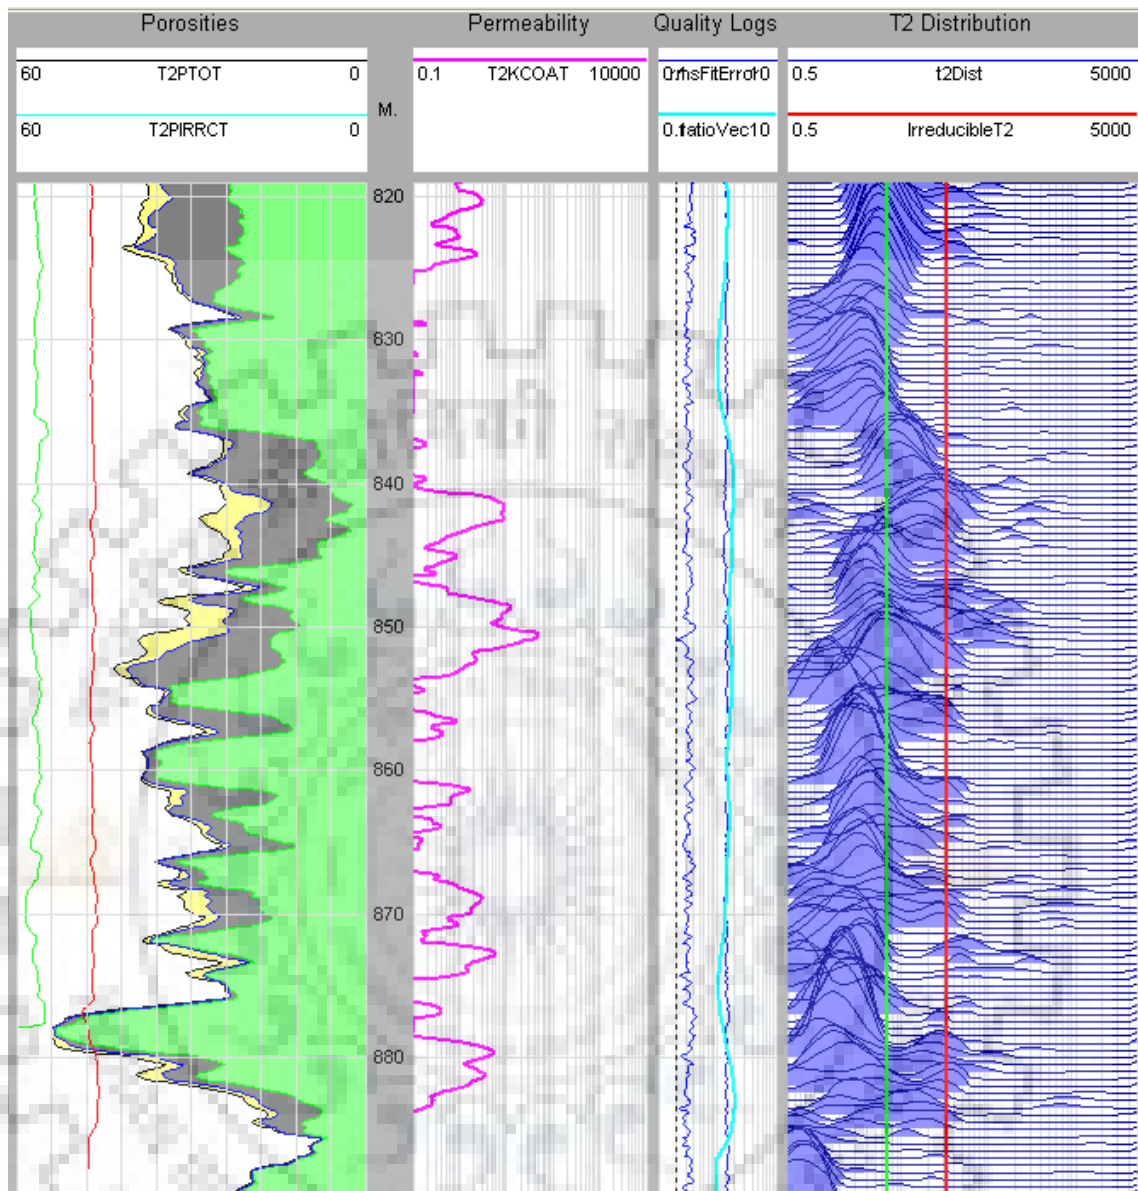 Porosities Permeability Quality Logs T2 Distribution
60 T2PTOT 0
0.1 T2KCOAT 10000
0.5 t2Dist 5000
M.
60 T2PIRRCT 0
0.5 IrreducibleT2 5000
820
830
840
850
860
870
880